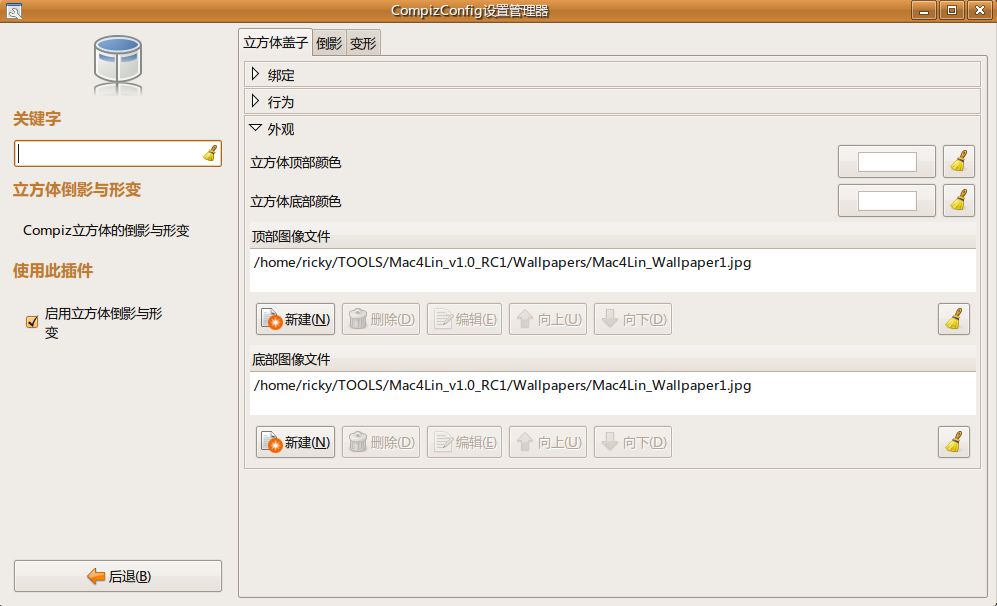 CompizConfig设置管理器
关键字
立方体倒影与形变
Compiz立方体的倒影与形变
使用此插件
启用立方体倒影与形
变
后退(B)
立方体盖子 倒影 变形
绑定
行为
外观
立方体顶部颜色
立方体底部颜色
顶部图像文件
/home/ricky/TOOLS/Mac4Lin_v1.0_RC1/Wallpapers/Mac4Lin_Wallpaper1.jpg
新建(N) 删除(D) 编辑(E) 向上(U) 向下(D)
底部图像文件
/home/ricky/TOOLS/Mac4Lin_v1.0_RC1/Wallpapers/Mac4Lin_Wallpaper1.jpg
新建(N) 删除(D) 编辑(E) 向上(U) 向下(D)